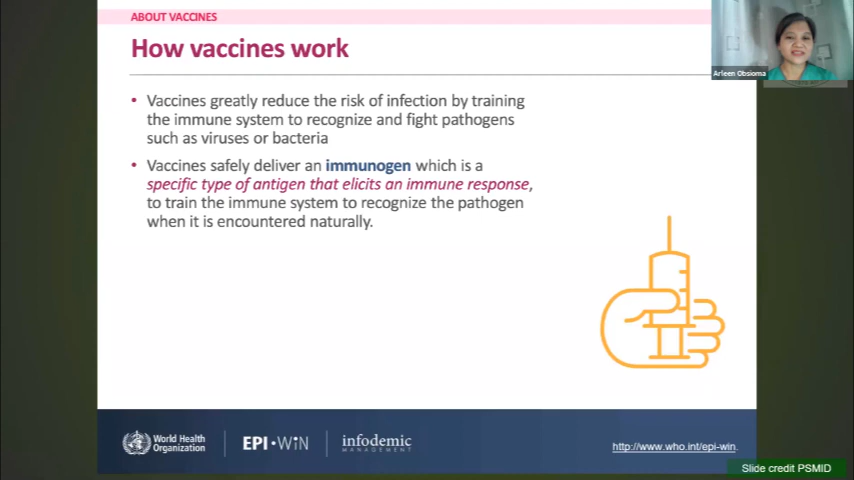 ABOUT VACCINES
How vaccines work
Arleen Obsioma
• Vaccines greatly reduce the risk of infection by training
the immune system to recognize and fight pathogens
such as viruses or bacteria
• Vaccines safely deliver an immunogen which is a
specific type of antigen that elicits an immune response,
to train the immune system to recognize the pathogen
when it is encountered naturally.
World Health
Organization
EPI•WiN
infodemic
MANAGEMENT
http://www.who.int/epi-win.
Slide credit PSMID